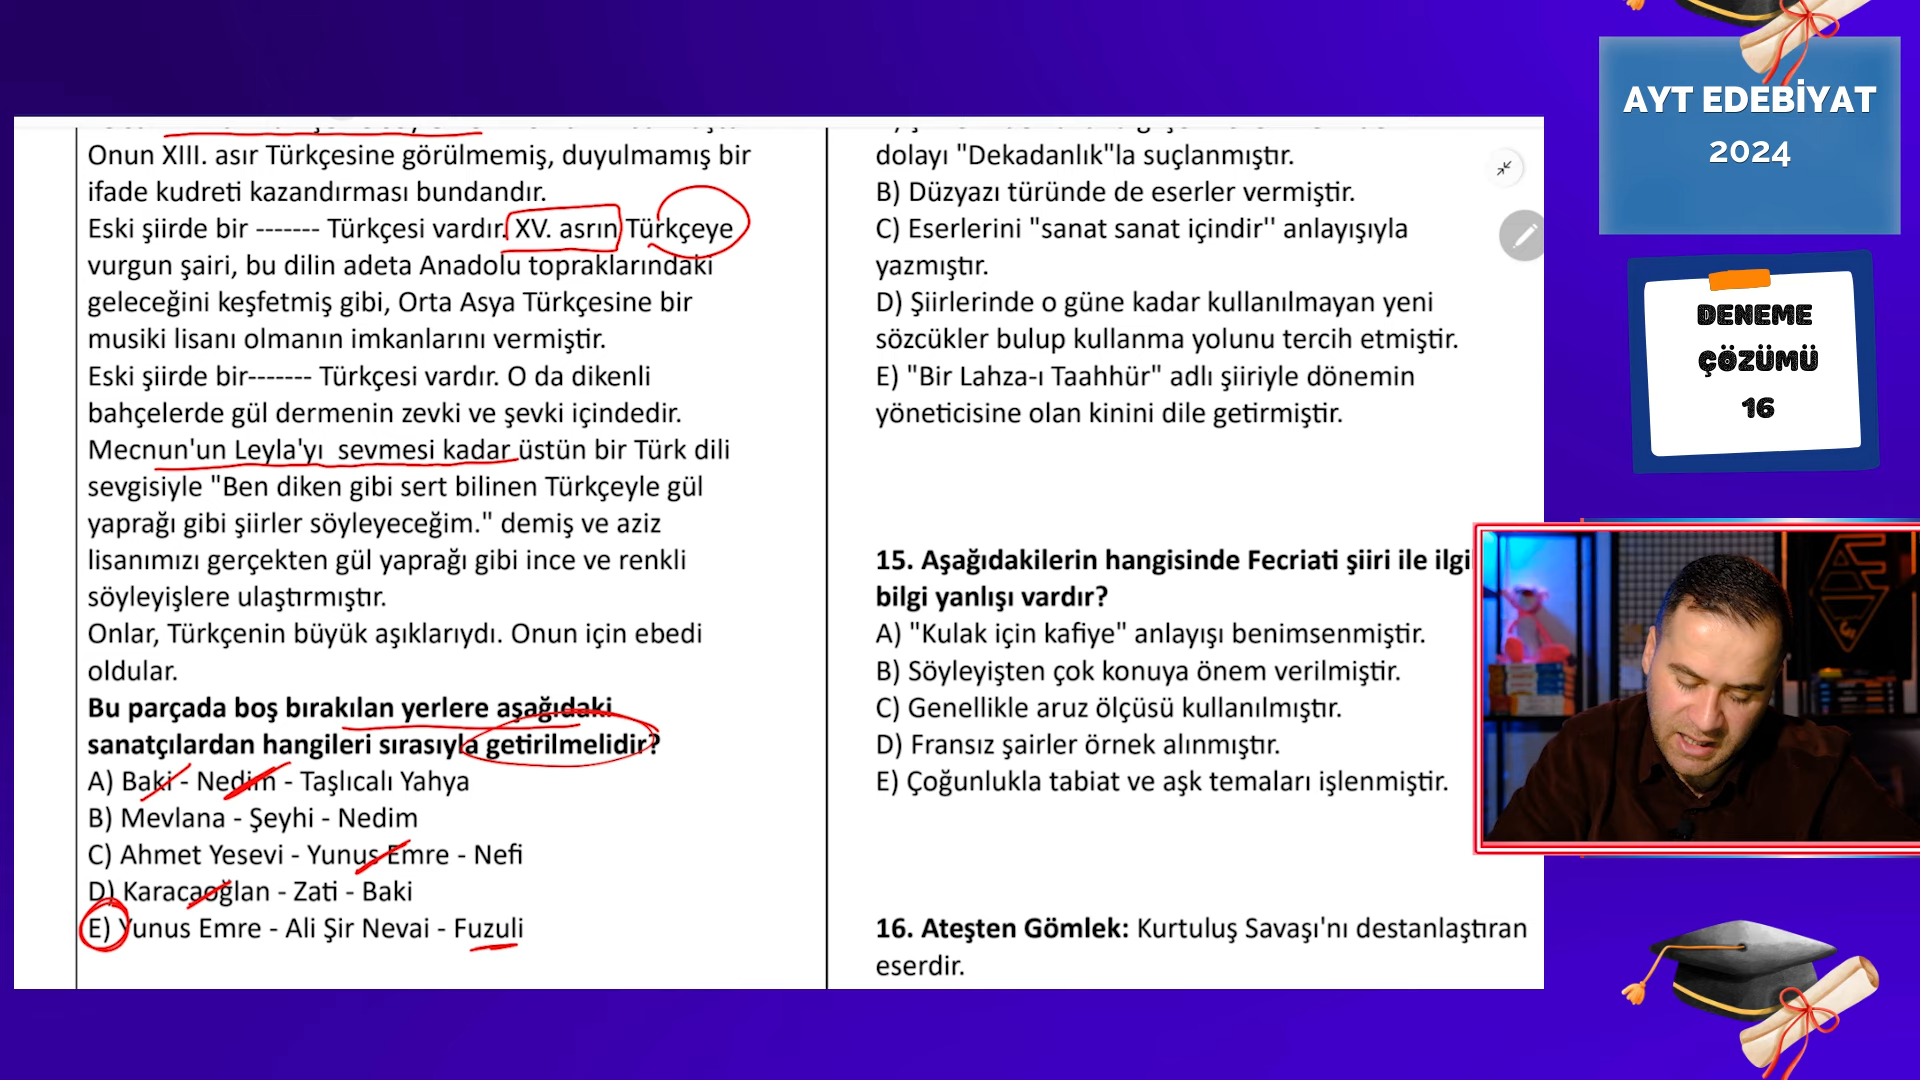 Onun XIII. asır Türkçesine görülmemiş, duyulmamış bir
ifade kudreti kazandırması bundandır.
Eski şiirde bir ------- Türkçesi vardır. XV. asrın Türkçeye
vurgun şairi, bu dilin adeta Anadolu topraklarındaki
geleceğini keşfetmiş gibi, Orta Asya Türkçesine bir
musiki lisanı olmanın imkanlarını vermiştir.
Eski şiirde bir------- Türkçesi vardır. O da dikenli
bahçelerde gül dermenin zevki ve şevki içindedir.
Mecnun'un Leyla'yı sevmesi kadar üstün bir Türk dili
sevgisiyle "Ben diken gibi sert bilinen Türkçeyle gül
yaprağı gibi şiirler söyleyeceğim." demiş ve aziz
lisanımızı gerçekten gül yaprağı gibi ince ve renkli
söyleyişlere ulaştırmıştır.
Onlar, Türkçenin büyük aşıklarıydı. Onun için ebedi
oldular.
Bu parçada boş bırakılan yerlere aşağıdaki
sanatçılardan hangileri sırasıyla getirilmelidir?
A) Baki - Nedim - Taşlıcalı Yahya
B) Mevlana - Şeyhi - Nedim
C) Ahmet Yesevi - Yunus Emre - Nefi
D) Karacaoğlan - Zati - Baki
E) Yunus Emre - Ali Şir Nevai - Fuzuli
dolayı "Dekadanlık"la suçlanmıştır.
B) Düzyazı türünde de eserler vermiştir.
C) Eserlerini "sanat sanat içindir'' anlayışıyla
yazmıştır.
D) Şiirlerinde o güne kadar kullanılmayan yeni
sözcükler bulup kullanma yolunu tercih etmiştir.
E) "Bir Lahza-ı Taahhür" adlı şiiriyle dönemin
yöneticisine olan kinini dile getirmiştir.
15. Aşağıdakilerin hangisinde Fecriati şiiri ile ilgi
bilgi yanlışı vardır?
A) "Kulak için kafiye" anlayışı benimsenmiştir.
B) Söyleyişten çok konuya önem verilmiştir.
C) Genellikle aruz ölçüsü kullanılmıştır.
D) Fransız şairler örnek alınmıştır.
E) Çoğunlukla tabiat ve aşk temaları işlenmiştir.
16. Ateşten Gömlek: Kurtuluş Savaşı'nı destanlaştıran
eserdir.
AYT EDEBİYAT
2024
DENEME
ÇÖZÜMÜ
16